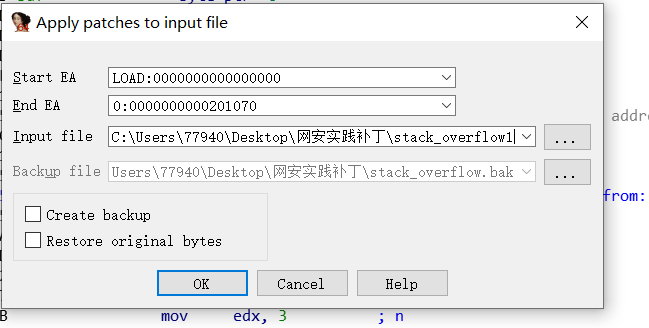 Apply patches to input file
Start EA LOAD:0000000000000000
End EA 0:0000000000201070
Input file C:\Users\77940\Desktop\网安实践补丁\stack_overflow1 ...
addre
Backup file Users\77940\Desktop\网安实践补丁\stack_overflow.bak ...
from:
Create backup
Restore original bytes
OK Cancel Help
B mov edx, 3 ; n